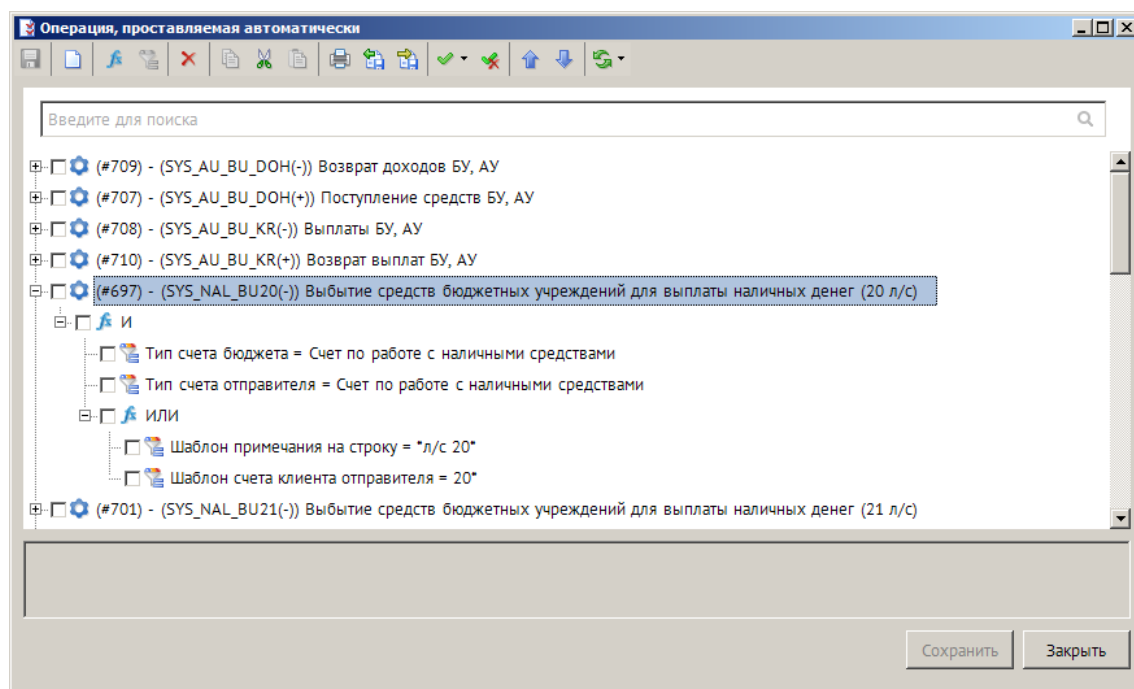 Операция, проставляемая автоматически
Введите для поиска
(#709) - (SYS_AU_BU_DOH(-)) Возврат доходов БУ, АУ
(#707) - (SYS_AU_BU_DOH(+)) Поступление средств БУ, АУ
(#708) - (SYS_AU_BU_KR(-)) Выплаты БУ, АУ
(#710) - (SYS_AU_BU_KR(+)) Возврат выплат БУ, АУ
(#697) - (SYS_NAL_BU20(-)) Выбытие средств бюджетных учреждений для выплаты наличных денег (20 л/с)
И
Тип счета бюджета = Счет по работе с наличными средствами
Тип счета отправителя = Счет по работе с наличными средствами
ИЛИ
Шаблон примечания на строку = "л/с 20"
Шаблон счета клиента отправителя = 20*
(#701) - (SYS_NAL_BU21(-)) Выбытие средств бюджетных учреждений для выплаты наличных денег (21 л/с)
Сохранить Закрыть